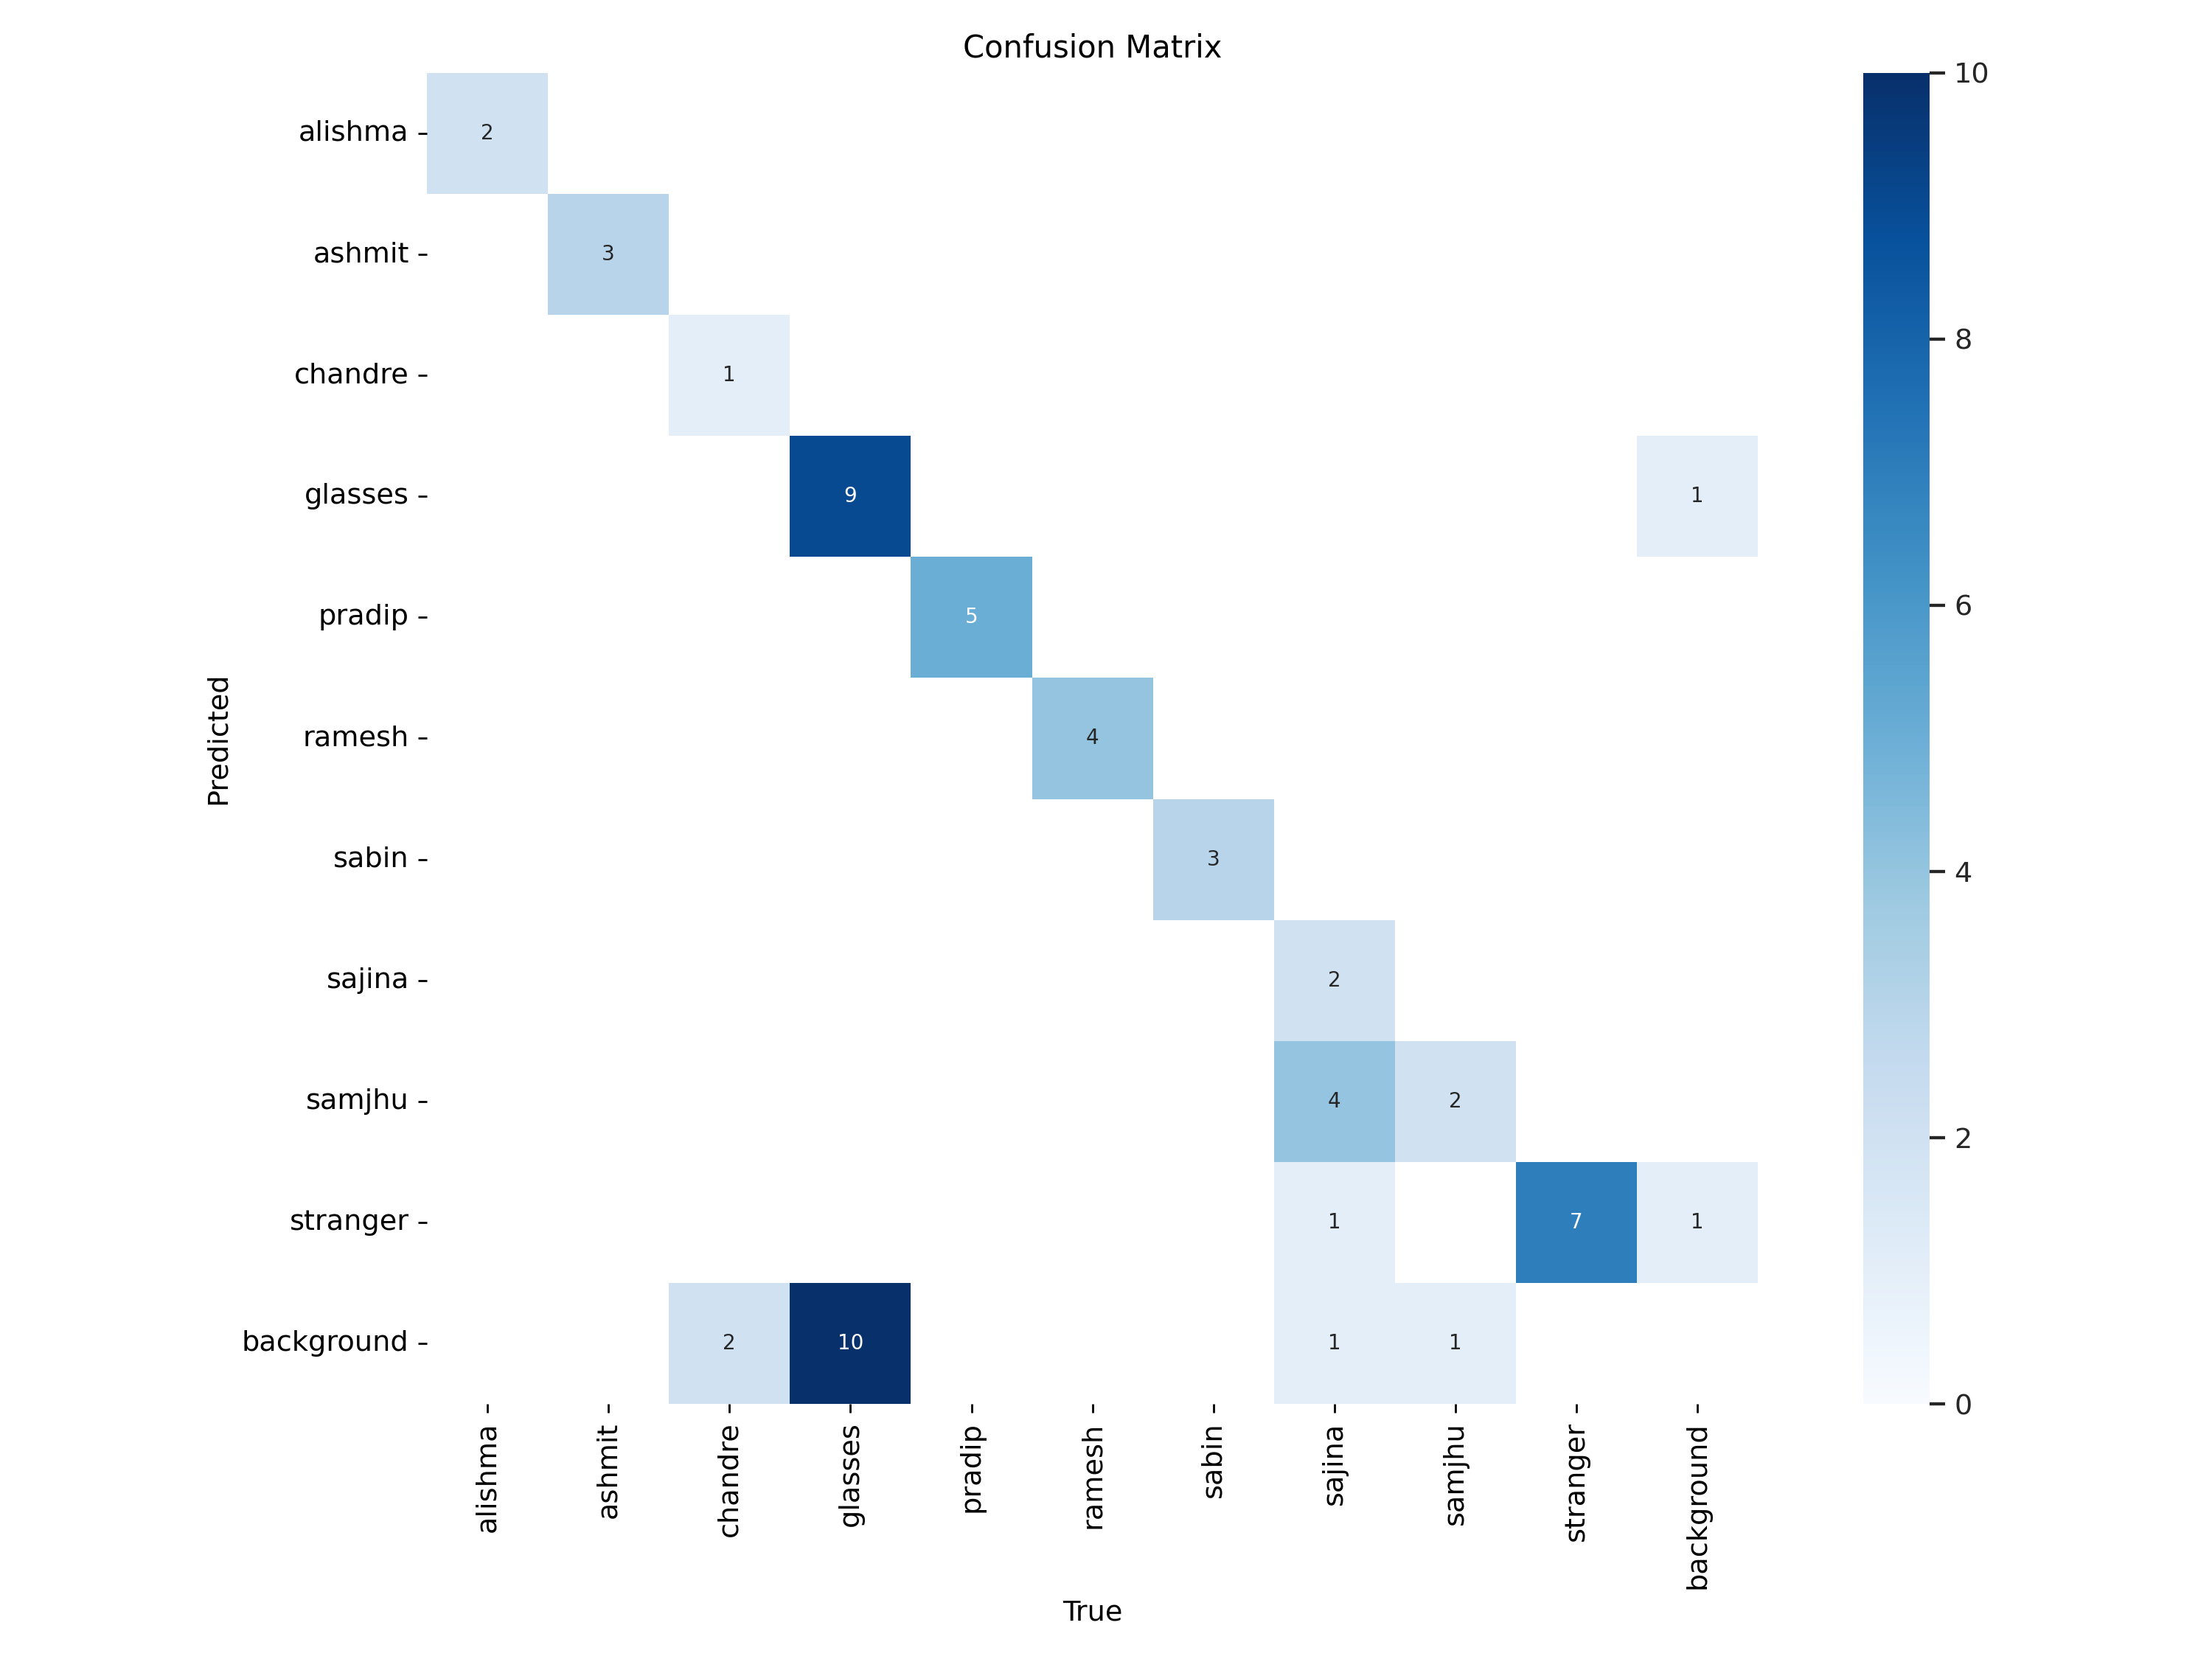 Confusion Matrix
alishma
2
ashmit
3
chandre
1
glasses
9
1
pradip
5
ramesh
4
sabin
3
sajina
2
samjhu
4
2
stranger
1
7
1
background
2
10
1
1
Predicted
alishma
ashmit
chandre
glasses
pradip
ramesh
sabin
sajina
samjhu
stranger
background
True
10
8
6
4
2
0